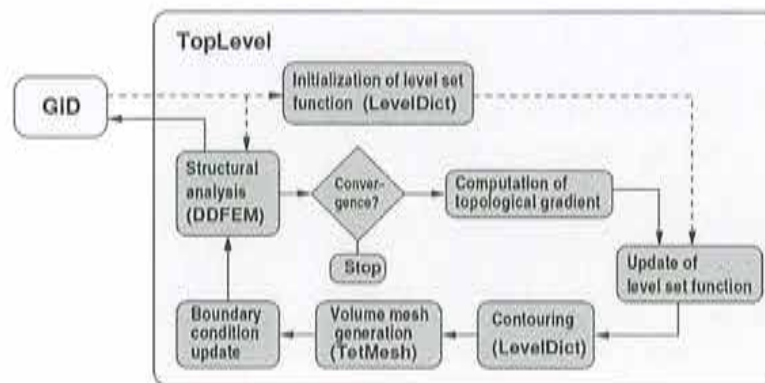 TopLevel
GID
Initialization of level set
function (LevelDict)
Structural
analysis
(DDFEM)
Conver-
gence?
Computation of
topological gradient
Stop
Update of
level set function
Boundary
condition
update
Volume mesh
generation
(TetMesh)
Contouring
(LevelDict)